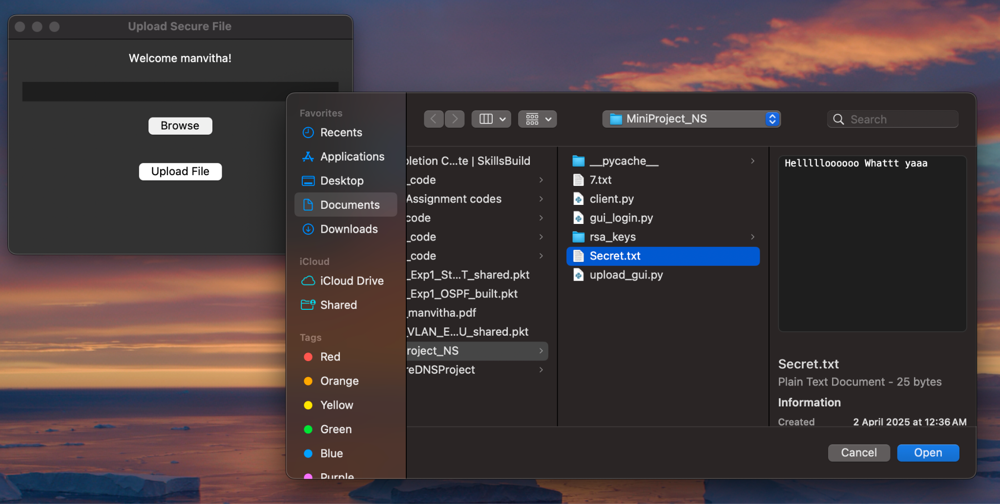 Upload Secure File
Welcome manvitha!
Browse
Upload File
Favorites
Recents
Applications
Desktop
Documents
Downloads
iCloud
iCloud Drive
Shared
Tags
Red
Orange
Yellow
Green
Blue
Purple
MiniProject_NS
Search
pletion C...te | SkillsBuild
_code
Assignment codes
code
_code
_code
_Exp1_St...T_shared.pkt
_Exp1_OSPF_built.pkt
_manvitha.pdf
_VLAN_E...U_shared.pkt
roject_NS
reDNSProject
__pycache__
7.txt
client.py
gui_login.py
rsa_keys
Secret.txt
upload_gui.py
Hellllloooooo Whattt yaaa
Secret.txt
Plain Text Document - 25 bytes
Information
Created 2 April 2025 at 12:36 AM
Cancel
Open